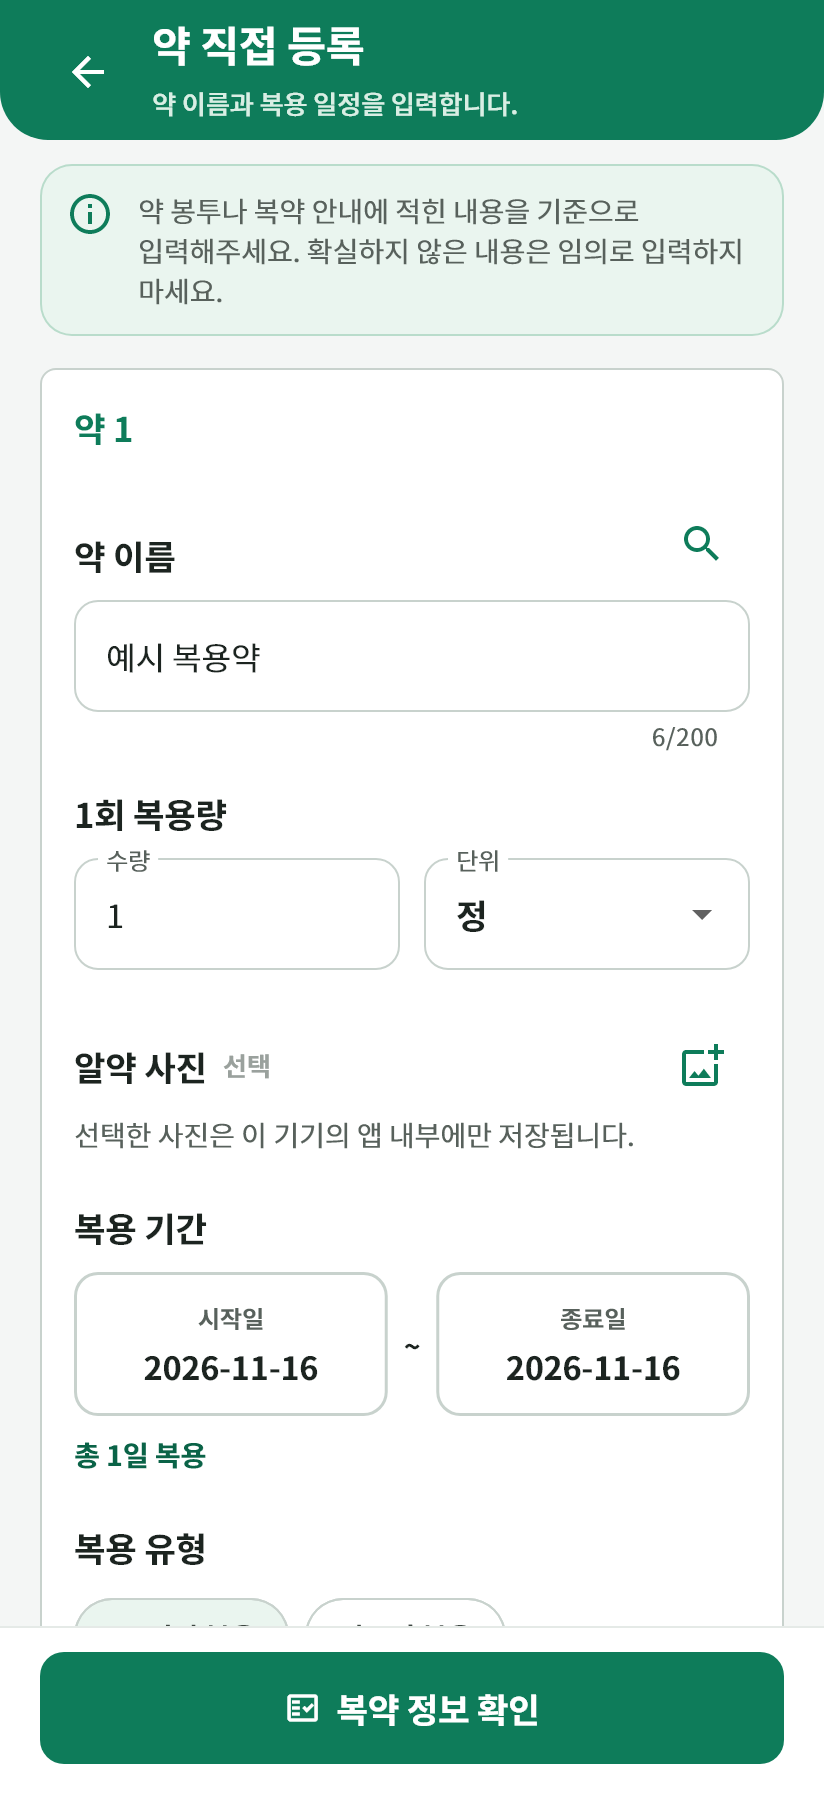 약 직접 등록
약 이름과 복용 일정을 입력합니다.
약 봉투나 복약 안내에 적힌 내용을 기준으로
입력해주세요. 확실하지 않은 내용은 임의로 입력하지
마세요.
약 1
약 이름
예시 복용약
6/200
1회 복용량
수량
1
단위
정
알약 사진 선택
선택한 사진은 이 기기의 앱 내부에만 저장됩니다.
복용 기간
시작일
2026-11-16
~
종료일
2026-11-16
총 1일 복용
복용 유형
복약 정보 확인